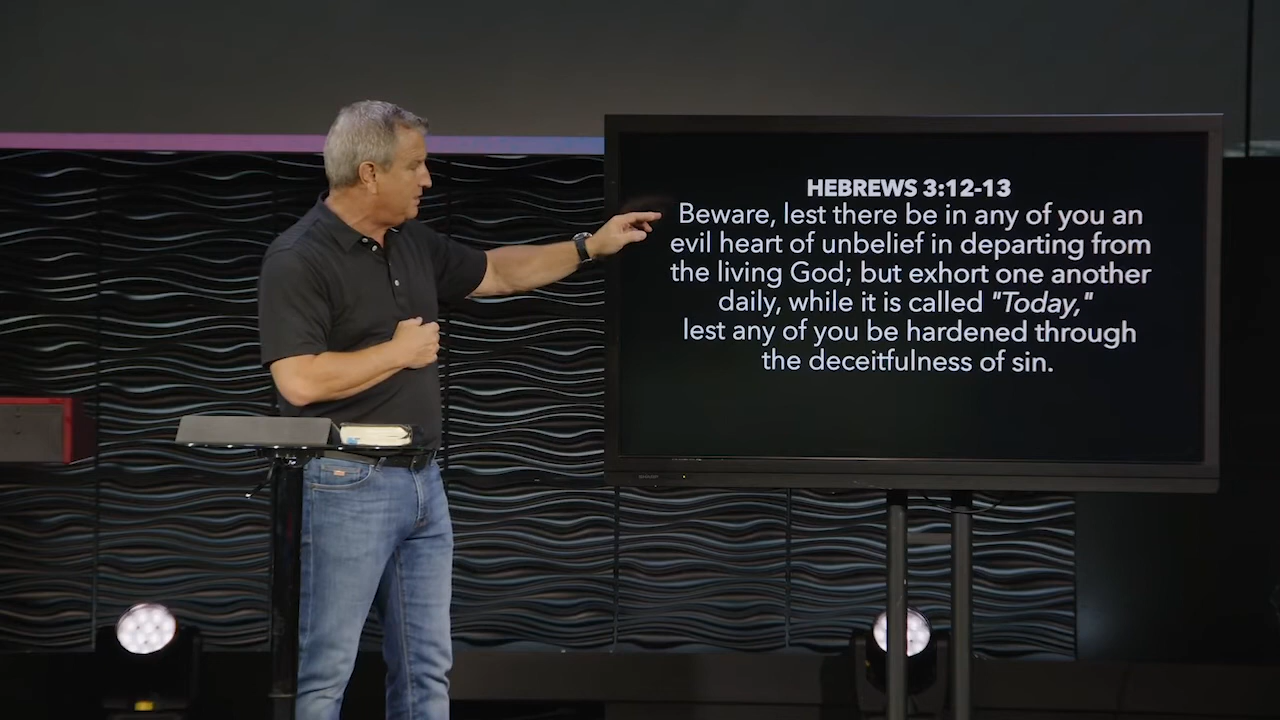 HEBREWS 3:12-13
Beware, lest there be in any of you an
evil heart of unbelief in departing from
the living God; but exhort one another
daily, while it is called "Today,"
lest any of you be hardened through
the deceitfulness of sin.